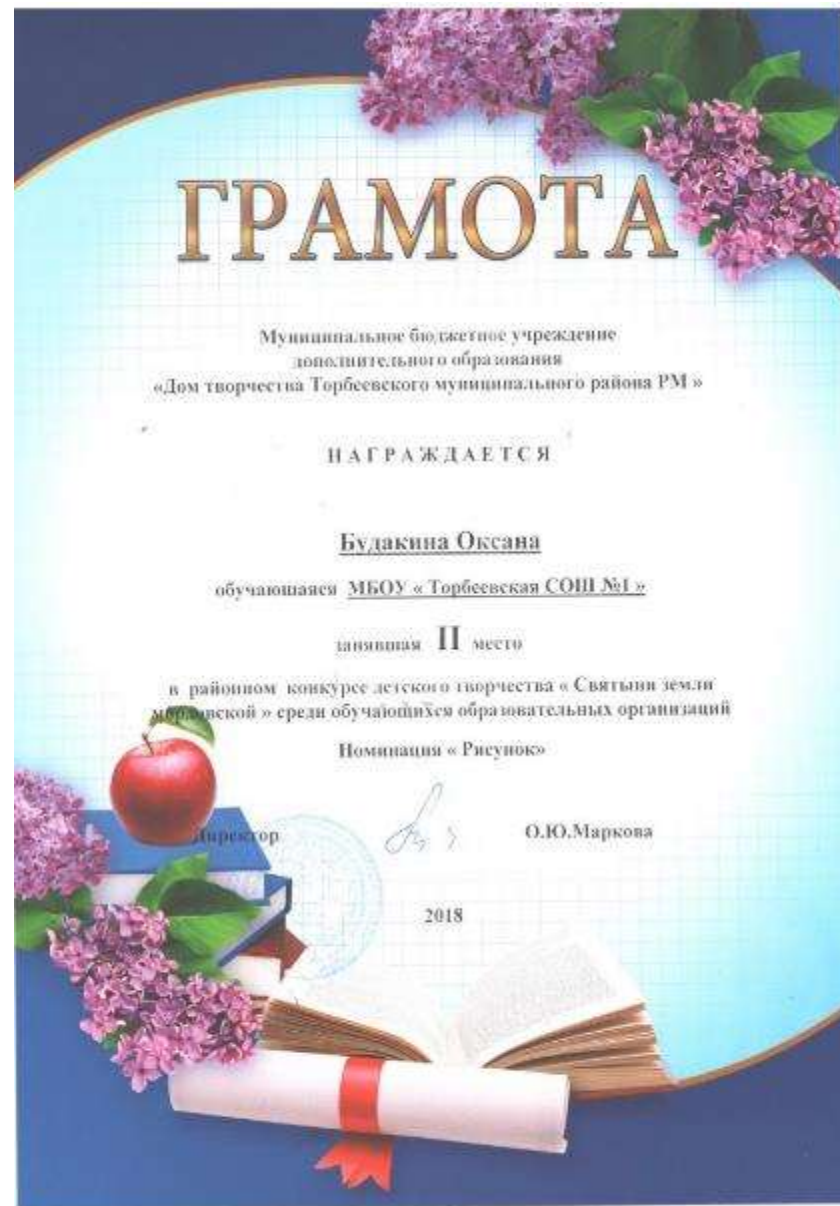 ГРАМОТА
Муниципальное бюджетное учреждение
дополнительного образования
«Дом творчества Торбеевского муниципального района РМ »
НАГРАЖДАЕТСЯ
Будакина Оксана
обучающаяся МБОУ « Торбеевская СОШ №1 »
занявшая II место
в районном конкурсе детского творчества « Святыни земли
мордовской » среди обучающихся образовательных организаций
Номинация « Рисунок»
Директор О.Ю.Маркова
2018